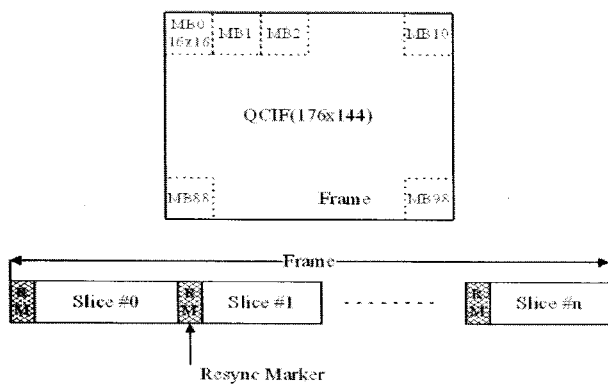 MB0
16x16
MB1
MB2
MB10
QCIF(176x144)
MB88
Frame
MB98
Frame
R
M
Slice #0
R
M
Slice #1
R
M
Slice #n
Resync Marker